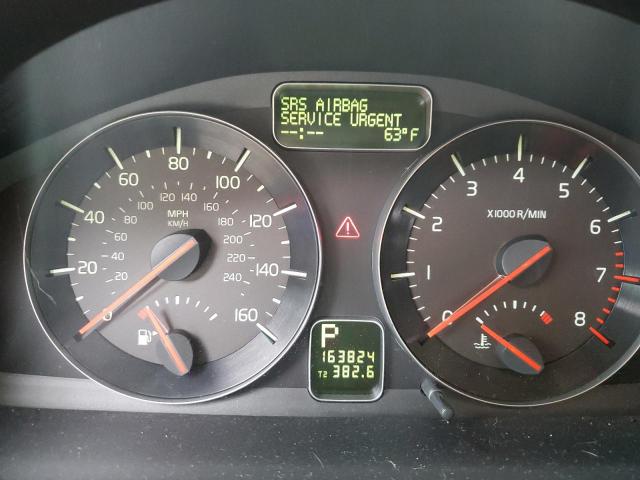 SRS AIRBAG
SERVICE URGENT
--:-- 63°F
0 20 40 60 80 100 120 140 160
20 40 60 80 100 120 140 160 180 200 220 240
MPH
KM/H
0 1 2 3 4 5 6 7 8
X1000 R/MIN
P
163824
T2 382.6